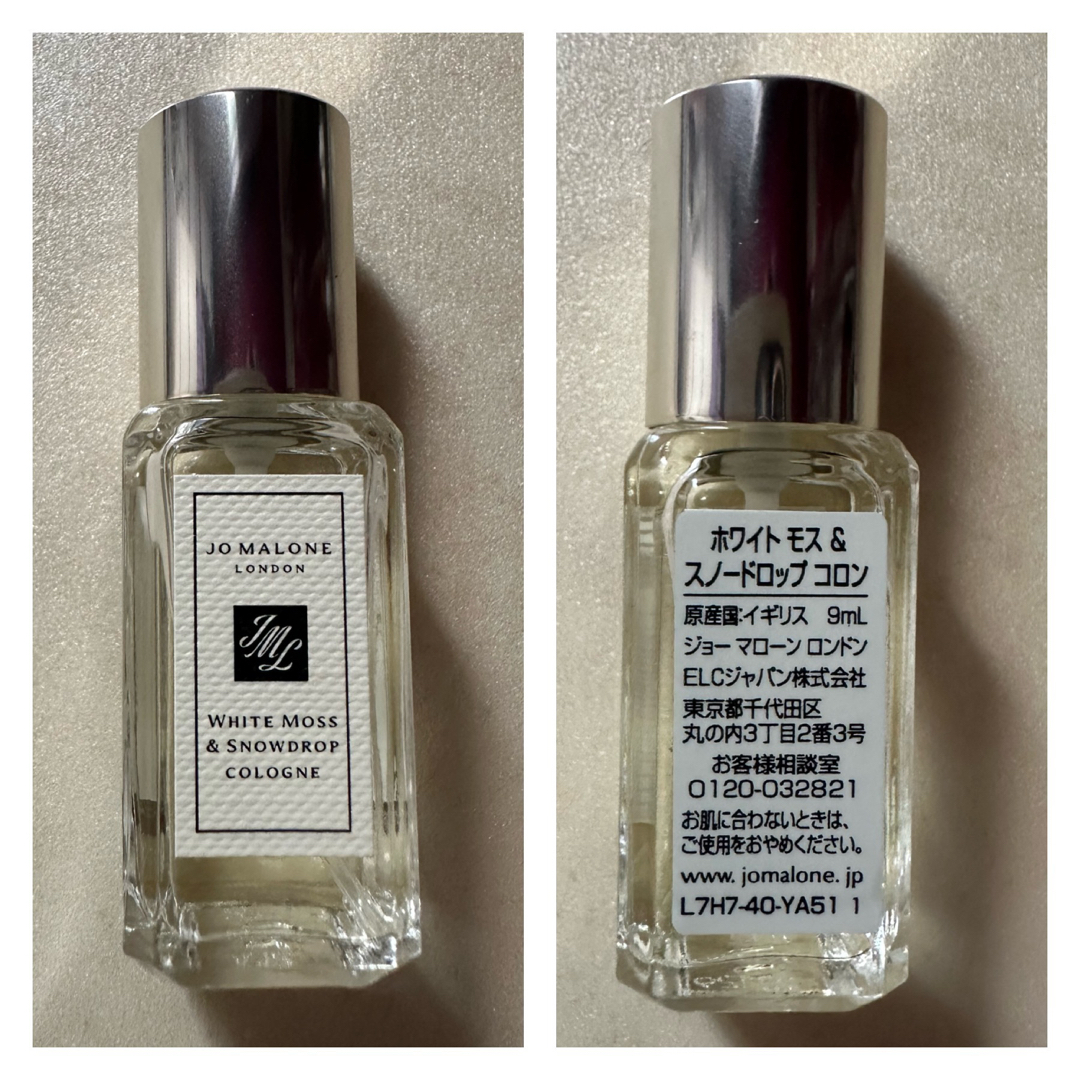 JO MALONE
LONDON
JML
WHITE MOSS
& SNOWDROP
COLOGNE
ホワイト モス &
スノードロップ コロン
原産国:イギリス 9mL
ジョー マローン ロンドン
ELCジャパン株式会社
東京都千代田区
丸の内3丁目2番3号
お客様相談室
0120-032821
お肌に合わないときは、
ご使用をおやめください。
www. jomalone. jp
L7H7-40-YA51 1